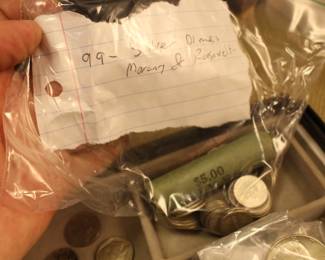 99- Silver Dimes
Mercury & Roosevelt
$5.00